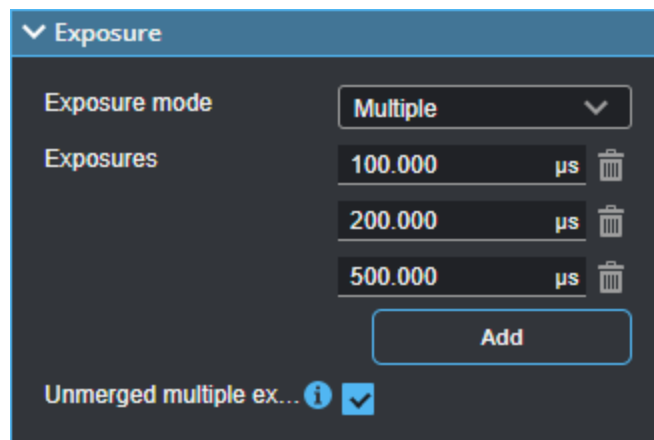 Exposure
Exposure mode Multiple
Exposures 100.000 µs
200.000 µs
500.000 µs
Add
Unmerged multiple ex... i